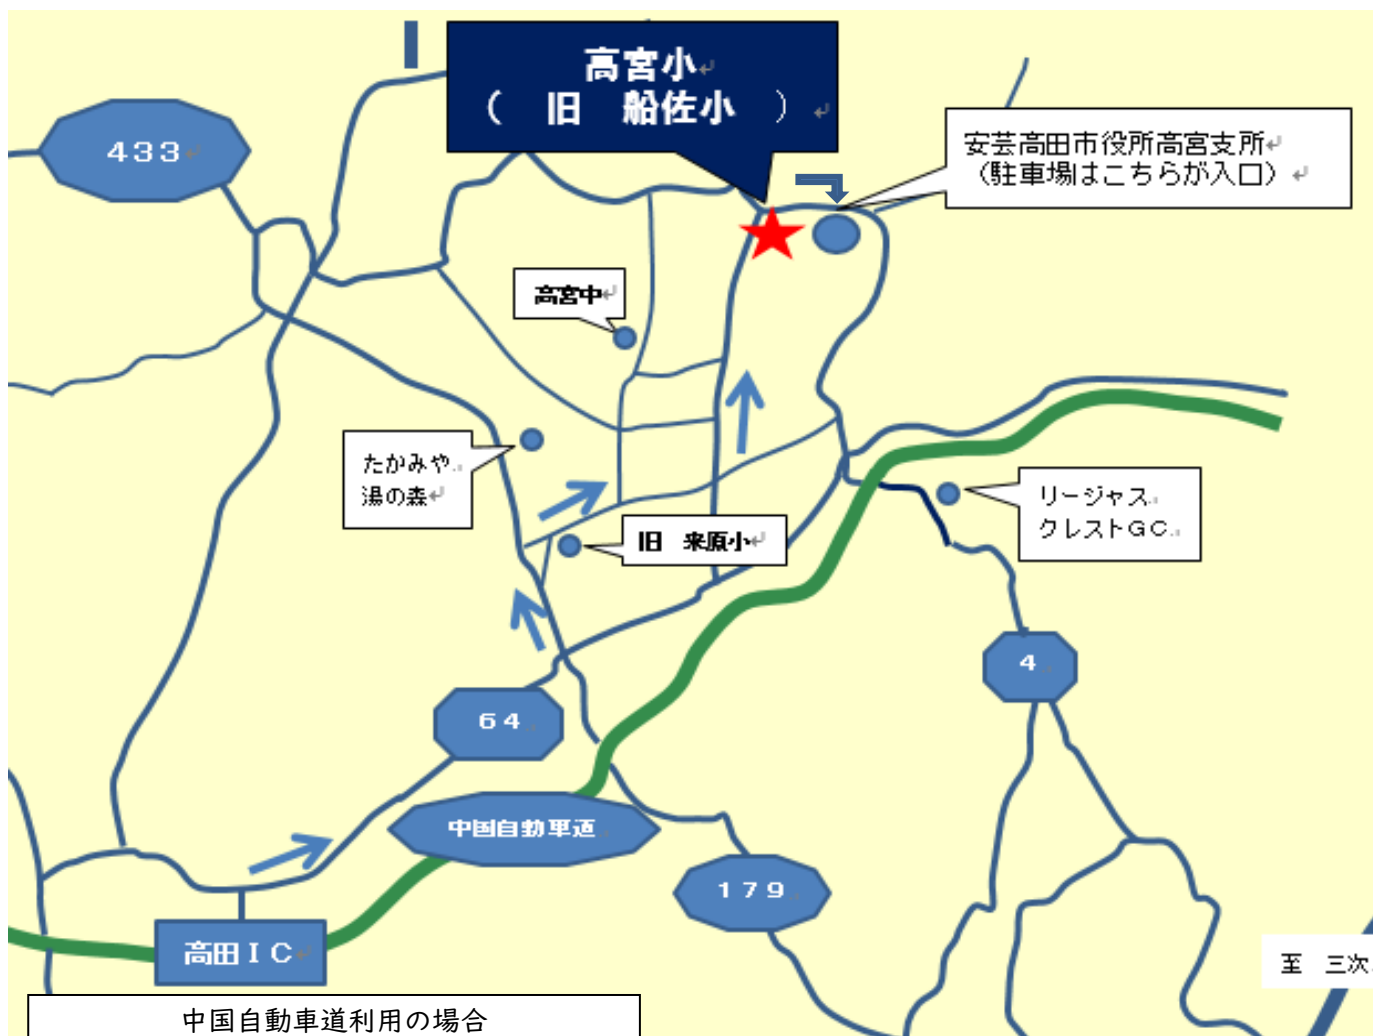 高宮小
（　旧　船佐小　）
433
安芸高田市役所高宮支所
（駐車場はこちらが入口）
高宮中
たかみや
湯の森
リージャス
クレストGC
旧　来原小
4
64
中国自動車道
179
高田IC
至　三次
中国自動車道利用の場合